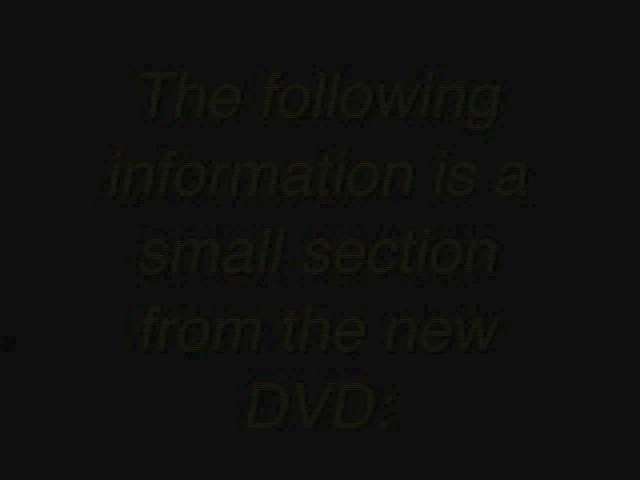 The following
information is a
small section
from the new
DVD: